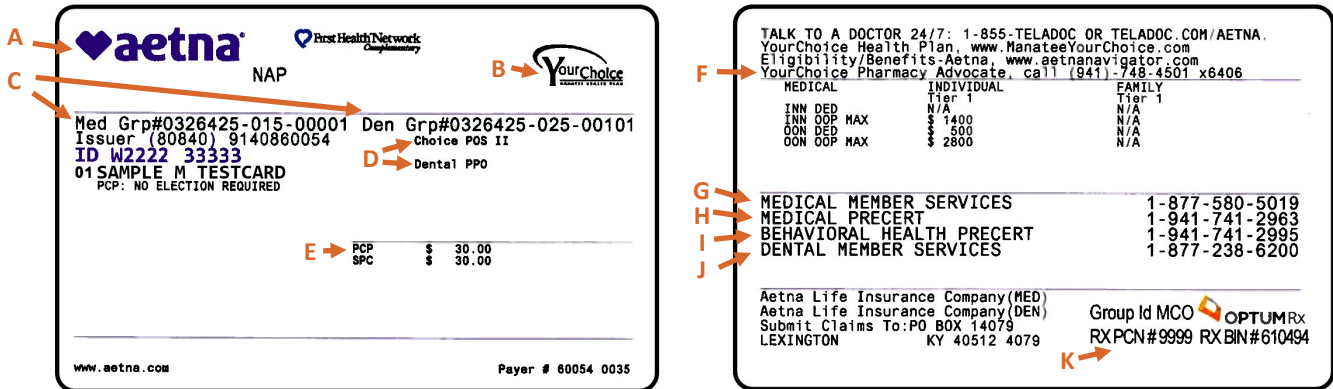 A
aetna
First Health Network
Complementary
B
YourChoice
MANATEE HEALTH PLAN
C
NAP
Med Grp#0326425-015-00001 Den Grp#0326425-025-00101
Issuer (80840) 9140860054
Choice POS II
D
ID W2222 33333
Dental PPO
01 SAMPLE M TESTCARD
PCP: NO ELECTION REQUIRED
E
PCP $ 30.00
SPC $ 30.00
www.aetna.com
Payer # 60054 0035
TALK TO A DOCTOR 24/7: 1-855-TELADOC OR TELADOC.COM/AETNA.
YourChoice Health Plan, www.ManateeYourChoice.com
Eligibility/Benefits-Aetna, www.aetnanavigator.com
F
YourChoice Pharmacy Advocate, call (941)-748-4501 x6406
MEDICAL INDIVIDUAL FAMILY
Tier 1 Tier 1
INN DED N/A N/A
INN OOP MAX $ 1400 N/A
OON DED $ 500 N/A
OON OOP MAX $ 2800 N/A
G
MEDICAL MEMBER SERVICES 1-877-580-5019
H
MEDICAL PRECERT 1-941-741-2963
I
BEHAVIORAL HEALTH PRECERT 1-941-741-2995
J
DENTAL MEMBER SERVICES 1-877-238-6200
Aetna Life Insurance Company(MED)
Aetna Life Insurance Company(DEN)
Submit Claims To:PO BOX 14079
LEXINGTON KY 40512 4079
Group Id MCO OPTUMRx
RX PCN # 9999 RX BIN # 610494
K